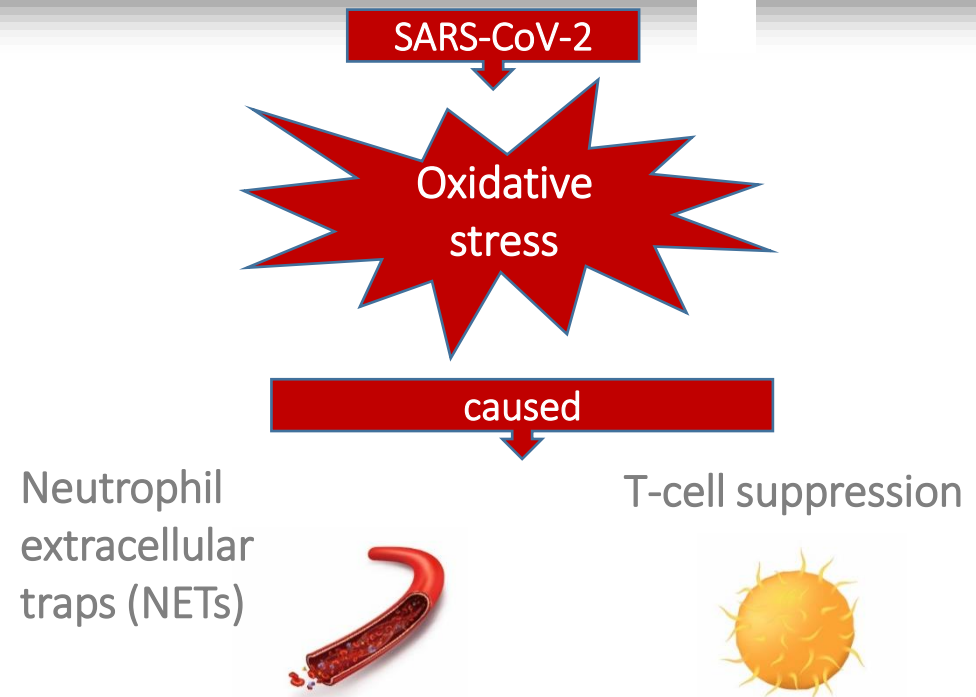 SARS-CoV-2
Oxidative
stress
caused
Neutrophil
extracellular
traps (NETs)
T-cell suppression